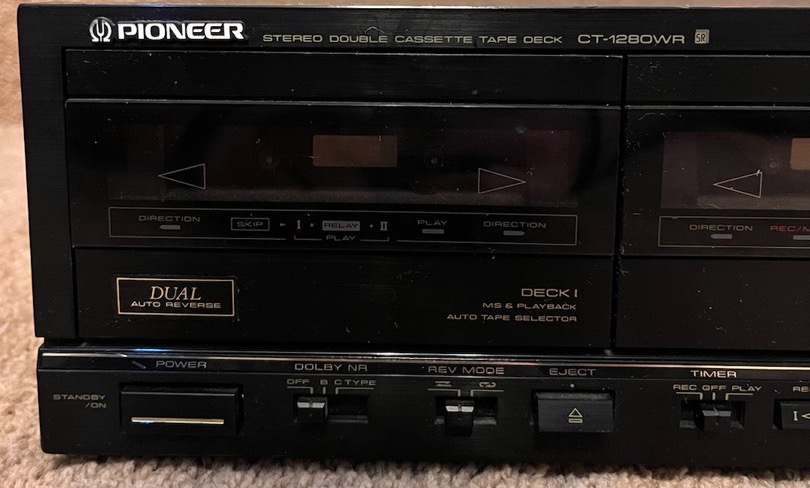 PIONEER STEREO DOUBLE CASSETTE TAPE DECK CT-1280WR SR
DIRECTION SKIP I RELAY II PLAY DIRECTION
PLAY
DIRECTION
DUAL
AUTO REVERSE
DECK I
MS & PLAYBACK
AUTO TAPE SELECTOR
POWER DOLBY NR REV MODE EJECT TIMER
OFF B C TYPE REC OFF PLAY
STANDBY
/ON